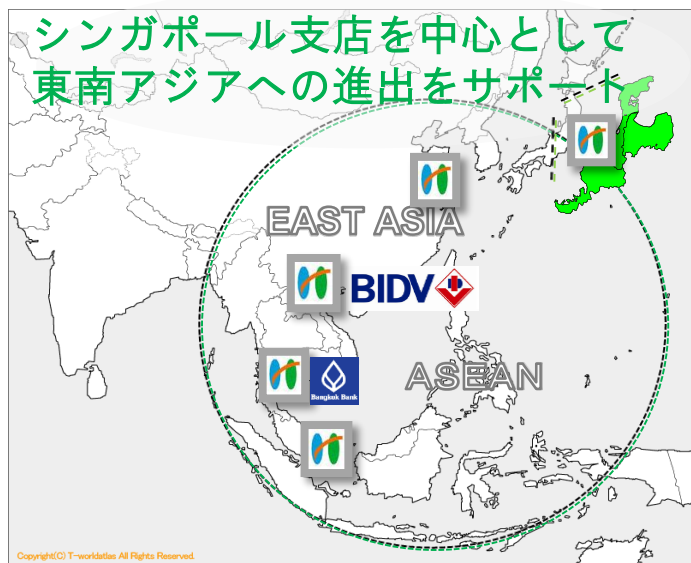 シンガポール支店を中心として
東南アジアへの進出をサポート
EAST ASIA
BIDV
ASEAN
Bangkok Bank
Copyright(C) T-worldatlas All Rights Reserved.